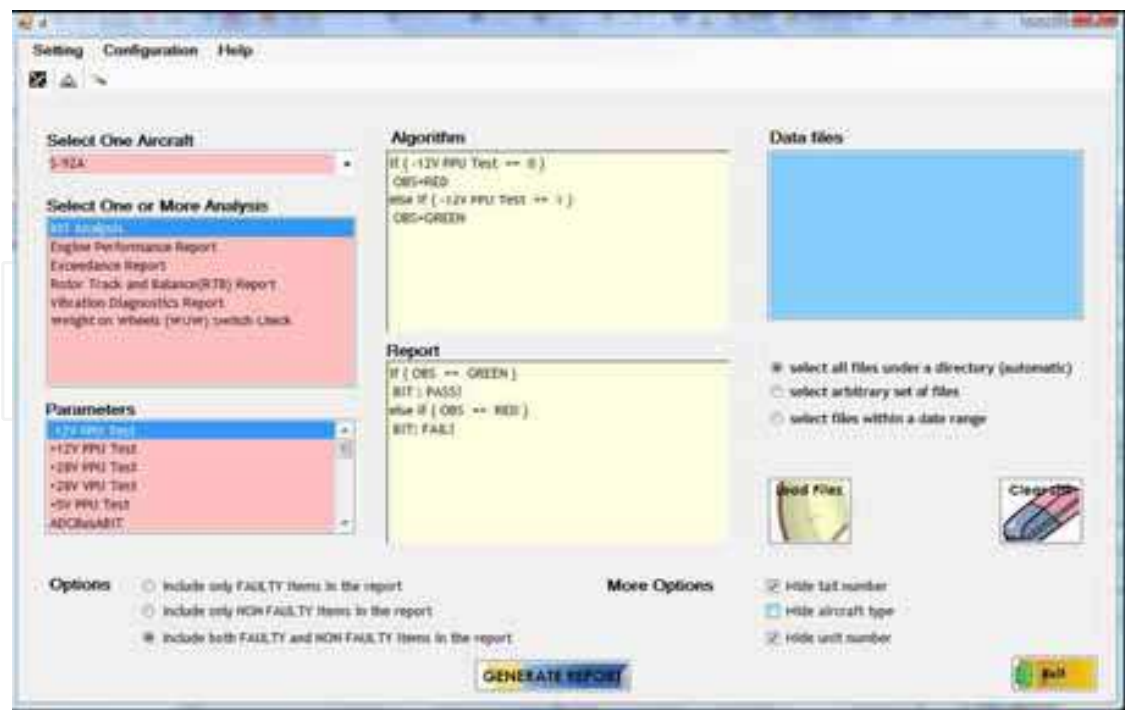 Setting Configuration Help
Select One Aircraft
S-92A
Select One or More Analysis
BIT Analysis
Engine Performance Report
Exceedance Report
Rotor Track and Balance(RTB) Report
Vibration Diagnostics Report
Weight on Wheels (WOW) Switch Check
Parameters
-12V PPU Test
+12V PPU Test
+28V PPU Test
+28V VPU Test
+5V PPU Test
ADCBusABIT
Algorithm
If ( -12V PPU Test == 0 )
OBS=RED
else if ( -12V PPU Test == 1 )
OBS=GREEN
Report
If ( OBS == GREEN )
BIT : PASS!
else if ( OBS == RED )
BIT: FAIL!
Data files
select all files under a directory (automatic)
select arbitrary set of files
select files within a date range
Load Files
Clear
Options
include only FAULTY items in the report
include only NON FAULTY items in the report
include both FAULTY and NON FAULTY items in the report
More Options
Hide tail number
Hide aircraft type
Hide unit number
GENERATE REPORT
Exit